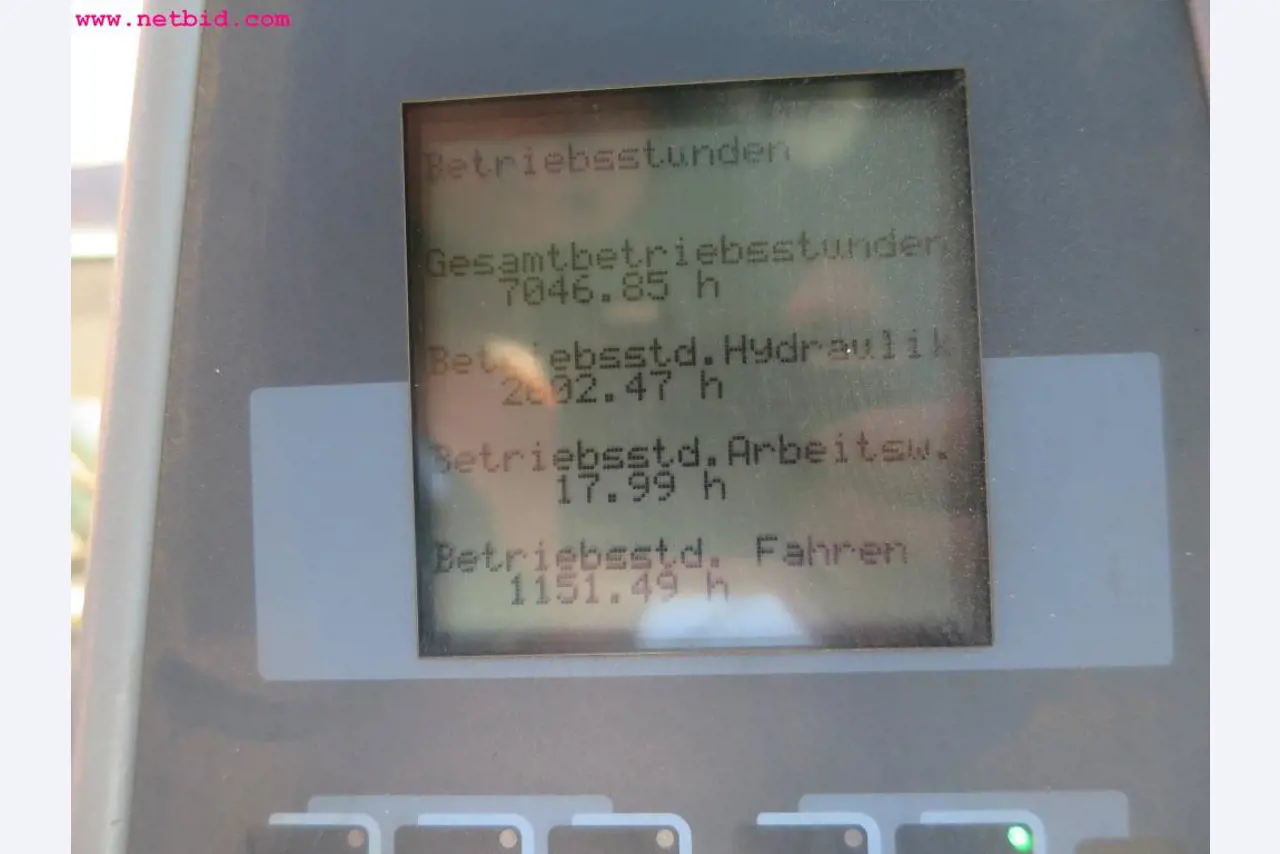 www.netbid.com
Betriebsstunden
Gesamtbetriebsstunden
7046.85 h
Betriebsstd.Hydraulik
h
Betriebsstd.Arbeitsw.
17.99 h
Betriebsstd. Fahren
1151.49 h